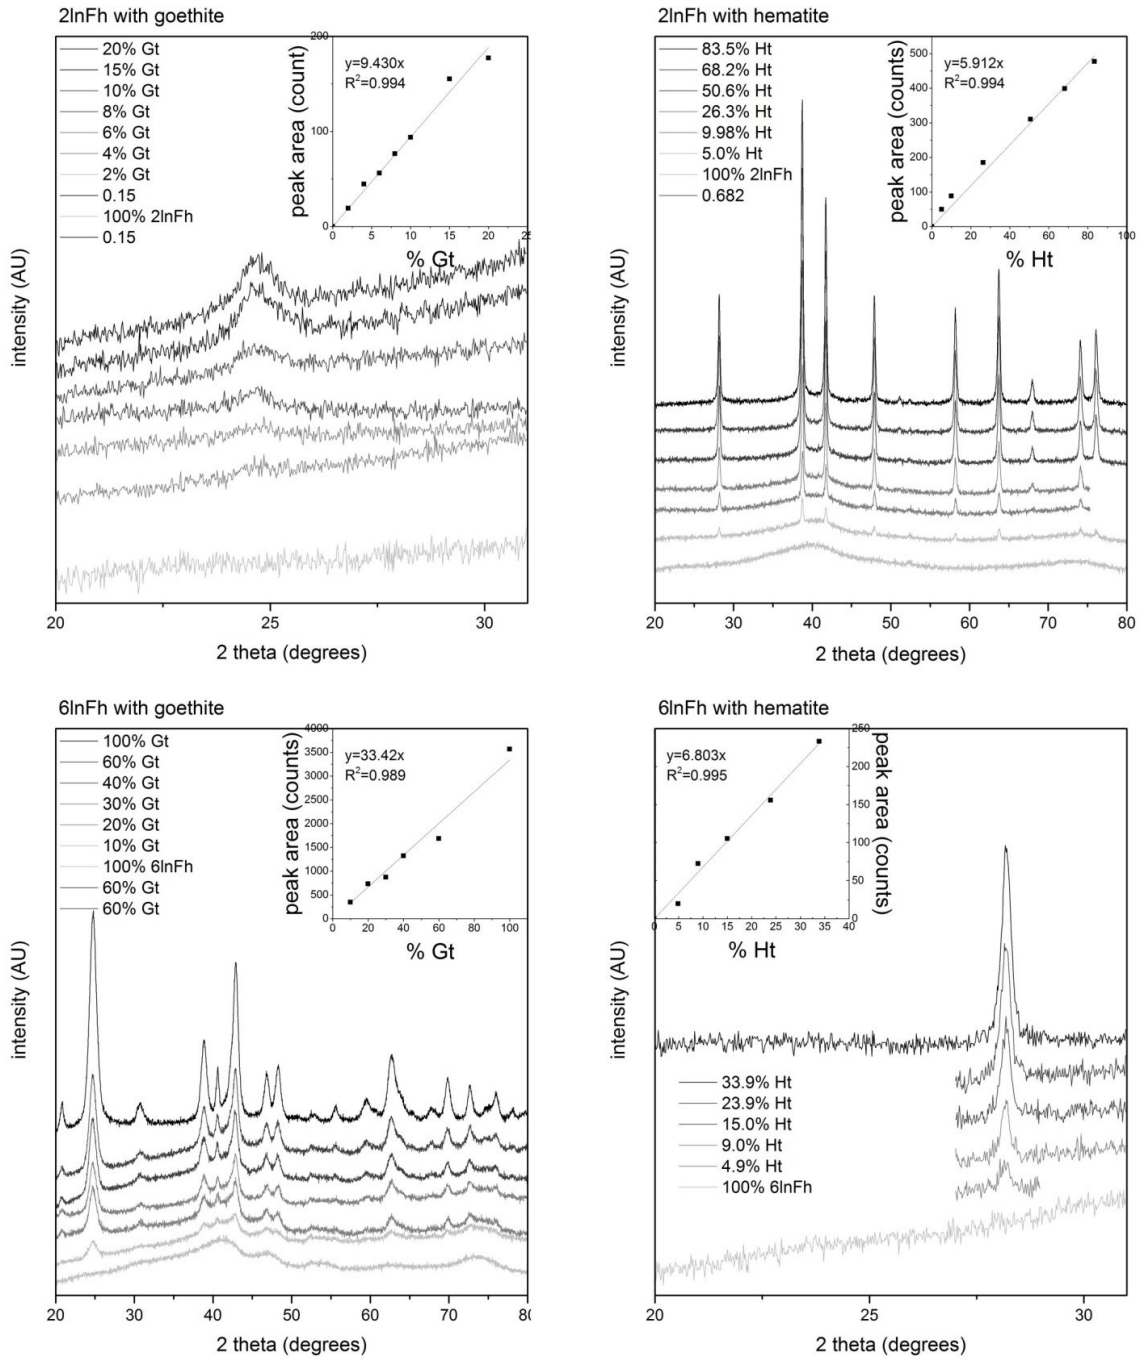 2lnFh with goethite
20% Gt
15% Gt
10% Gt
8% Gt
6% Gt
4% Gt
2% Gt
0.15
100% 2lnFh
0.15
y=9.430x
R²=0.994
peak area (count)
200
100
0
0 5 10 15 20 25
% Gt
intensity (AU)
20 25 30
2 theta (degrees)
2lnFh with hematite
83.5% Ht
68.2% Ht
50.6% Ht
26.3% Ht
9.98% Ht
5.0% Ht
100% 2lnFh
0.682
y=5.912x
R²=0.994
peak area (counts)
500
400
300
200
100
0
0 20 40 60 80 100
% Ht
intensity (AU)
20 30 40 50 60 70 80
2 theta (degrees)
6lnFh with goethite
100% Gt
60% Gt
40% Gt
30% Gt
20% Gt
10% Gt
100% 6lnFh
60% Gt
60% Gt
y=33.42x
R²=0.989
peak area (counts)
4000
3500
3000
2500
2000
1500
1000
500
0
0 20 40 60 80 100
% Gt
intensity (AU)
20 30 40 50 60 70 80
2 theta (degrees)
6lnFh with hematite
y=6.803x
R²=0.995
250
200
150
100
50
0
peak area (counts)
0 5 10 15 20 25 30 35 40
% Ht
intensity (AU)
33.9% Ht
23.9% Ht
15.0% Ht
9.0% Ht
4.9% Ht
100% 6lnFh
20 25 30
2 theta (degrees)